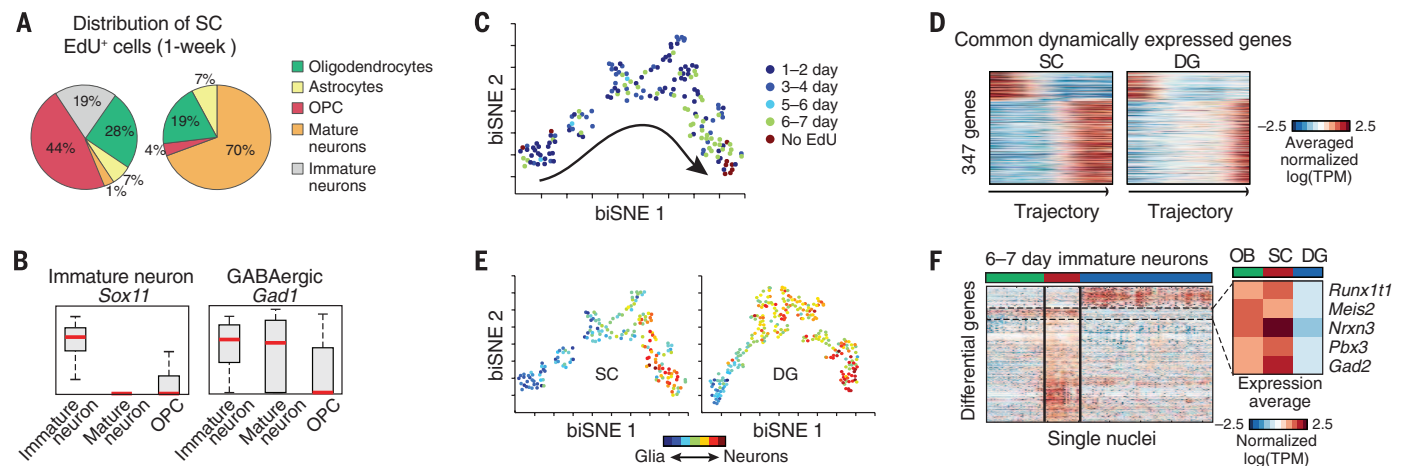 A
Distribution of SC
EdU+ cells (1-week )
19%
28%
44%
7%
1%
7%
19%
4%
70%
Oligodendrocytes
Astrocytes
OPC
Mature
neurons
Immature
neurons
B
Immature neuron
Sox11
GABAergic
Gad1
Immature
neuron
Mature
neuron
OPC
Immature
neuron
Mature
neuron
OPC
C
biSNE 2
biSNE 1
1–2 day
3–4 day
5–6 day
6–7 day
No EdU
D
Common dynamically expressed genes
SC
DG
347 genes
Trajectory
Trajectory
–2.5
2.5
Averaged
normalized
log(TPM)
E
biSNE 2
SC
DG
biSNE 1
biSNE 1
Glia
Neurons
F
6–7 day immature neurons
Differential genes
Single nuclei
OB SC DG
Runx1t1
Meis2
Nrxn3
Pbx3
Gad2
Expression
average
–2.5
2.5
Normalized
log(TPM)